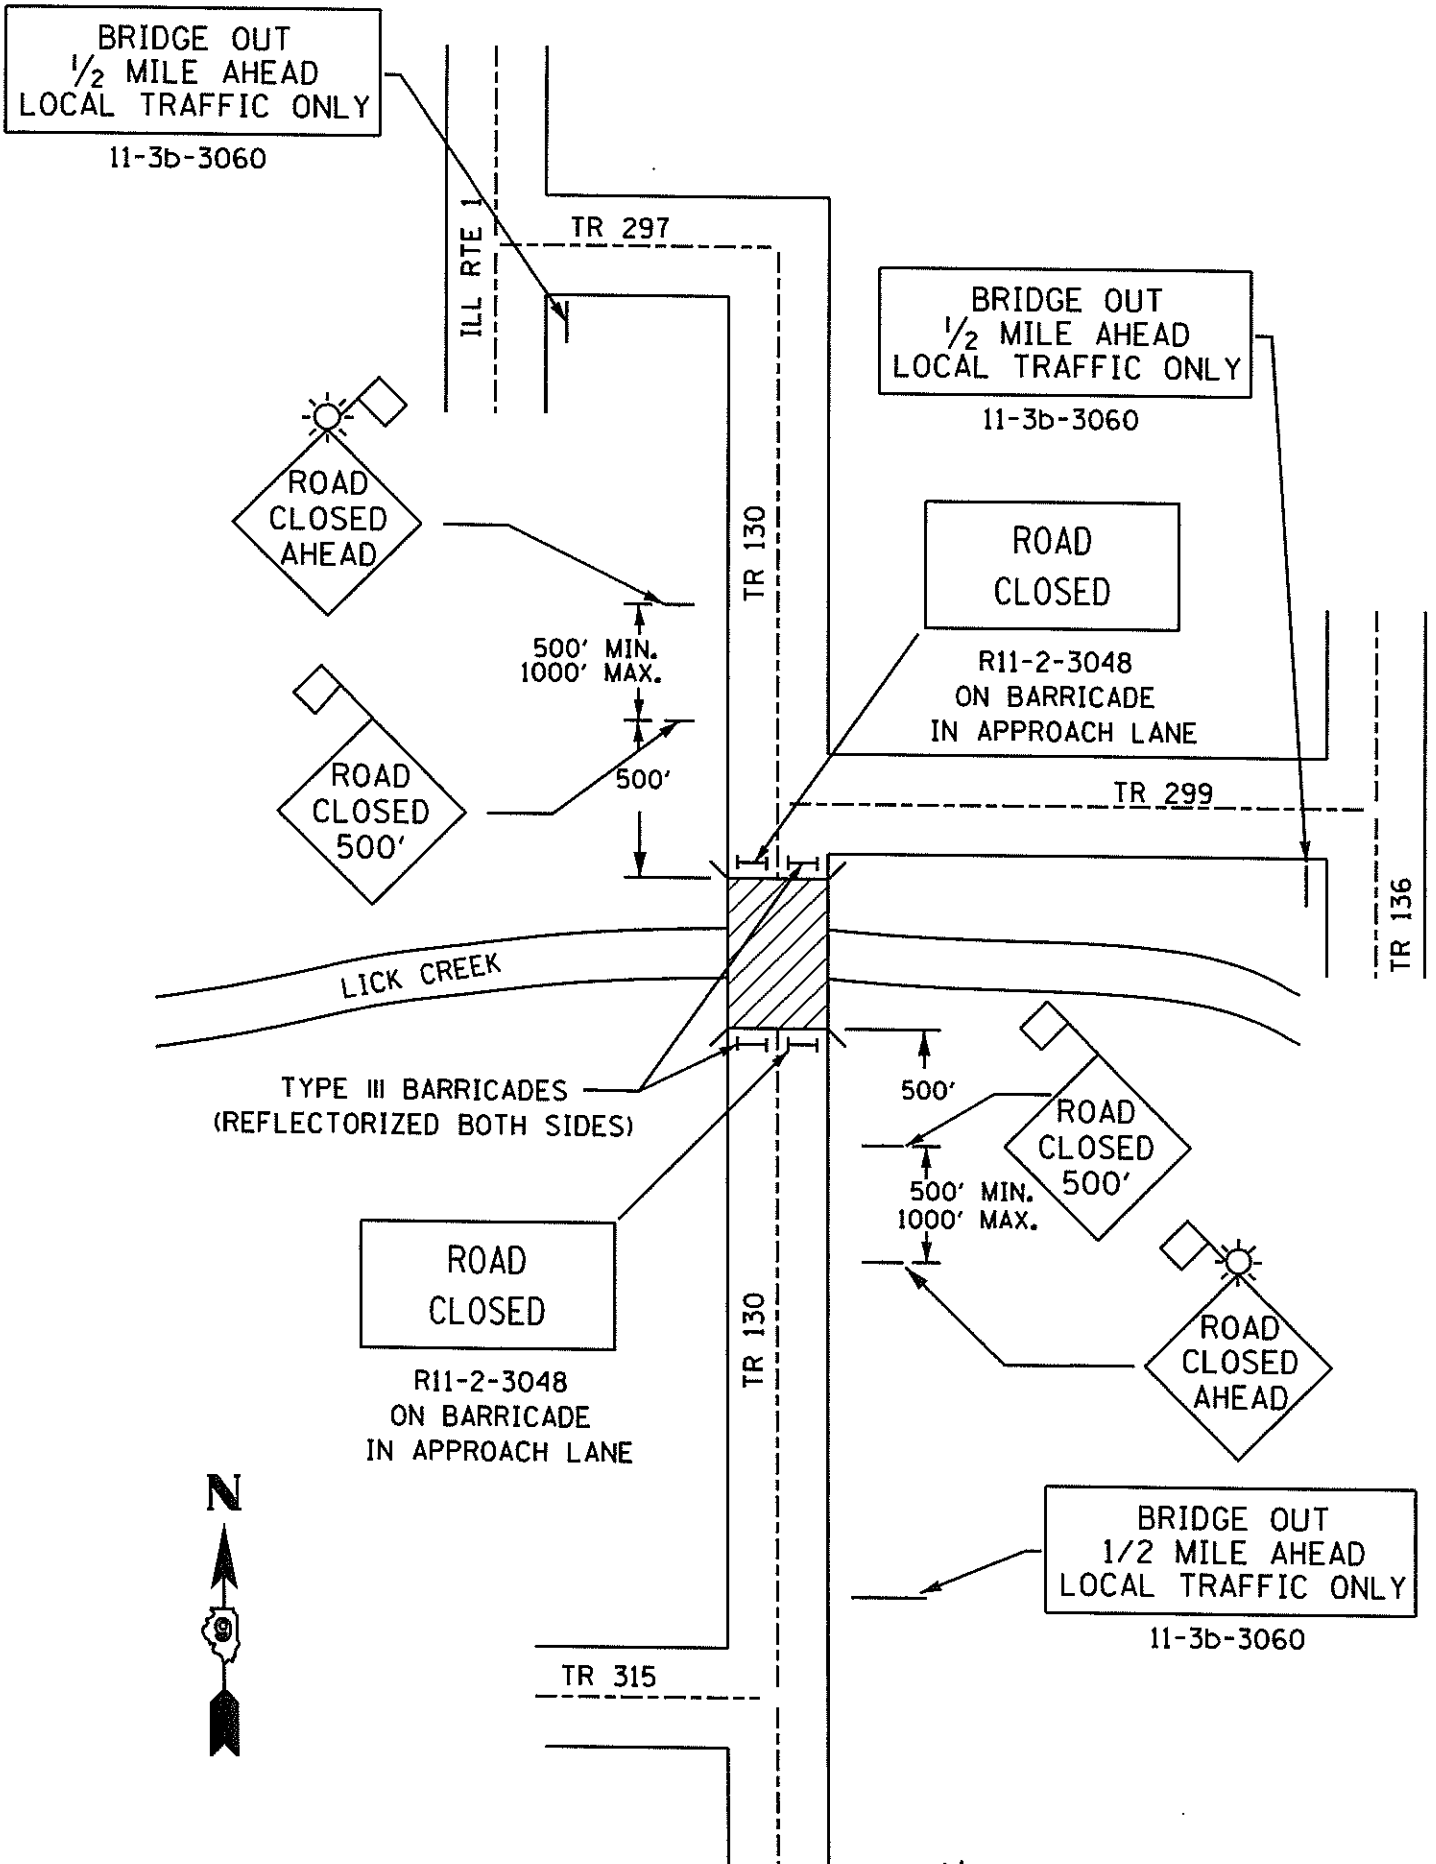 BRIDGE OUT
1/2 MILE AHEAD
LOCAL TRAFFIC ONLY
11-3b-3060
ILL RTE 1
TR 297
BRIDGE OUT
1/2 MILE AHEAD
LOCAL TRAFFIC ONLY
11-3b-3060
ROAD
CLOSED
AHEAD
TR 130
ROAD
CLOSED
R11-2-3048
ON BARRICADE
IN APPROACH LANE
500' MIN.
1000' MAX.
ROAD
CLOSED
500'
500'
TR 299
TR 136
LICK CREEK
TYPE III BARRICADES
(REFLECTORIZED BOTH SIDES)
500'
ROAD
CLOSED
500'
500' MIN.
1000' MAX.
ROAD
CLOSED
R11-2-3048
ON BARRICADE
IN APPROACH LANE
TR 130
ROAD
CLOSED
AHEAD
N
9
BRIDGE OUT
1/2 MILE AHEAD
LOCAL TRAFFIC ONLY
11-3b-3060
TR 315